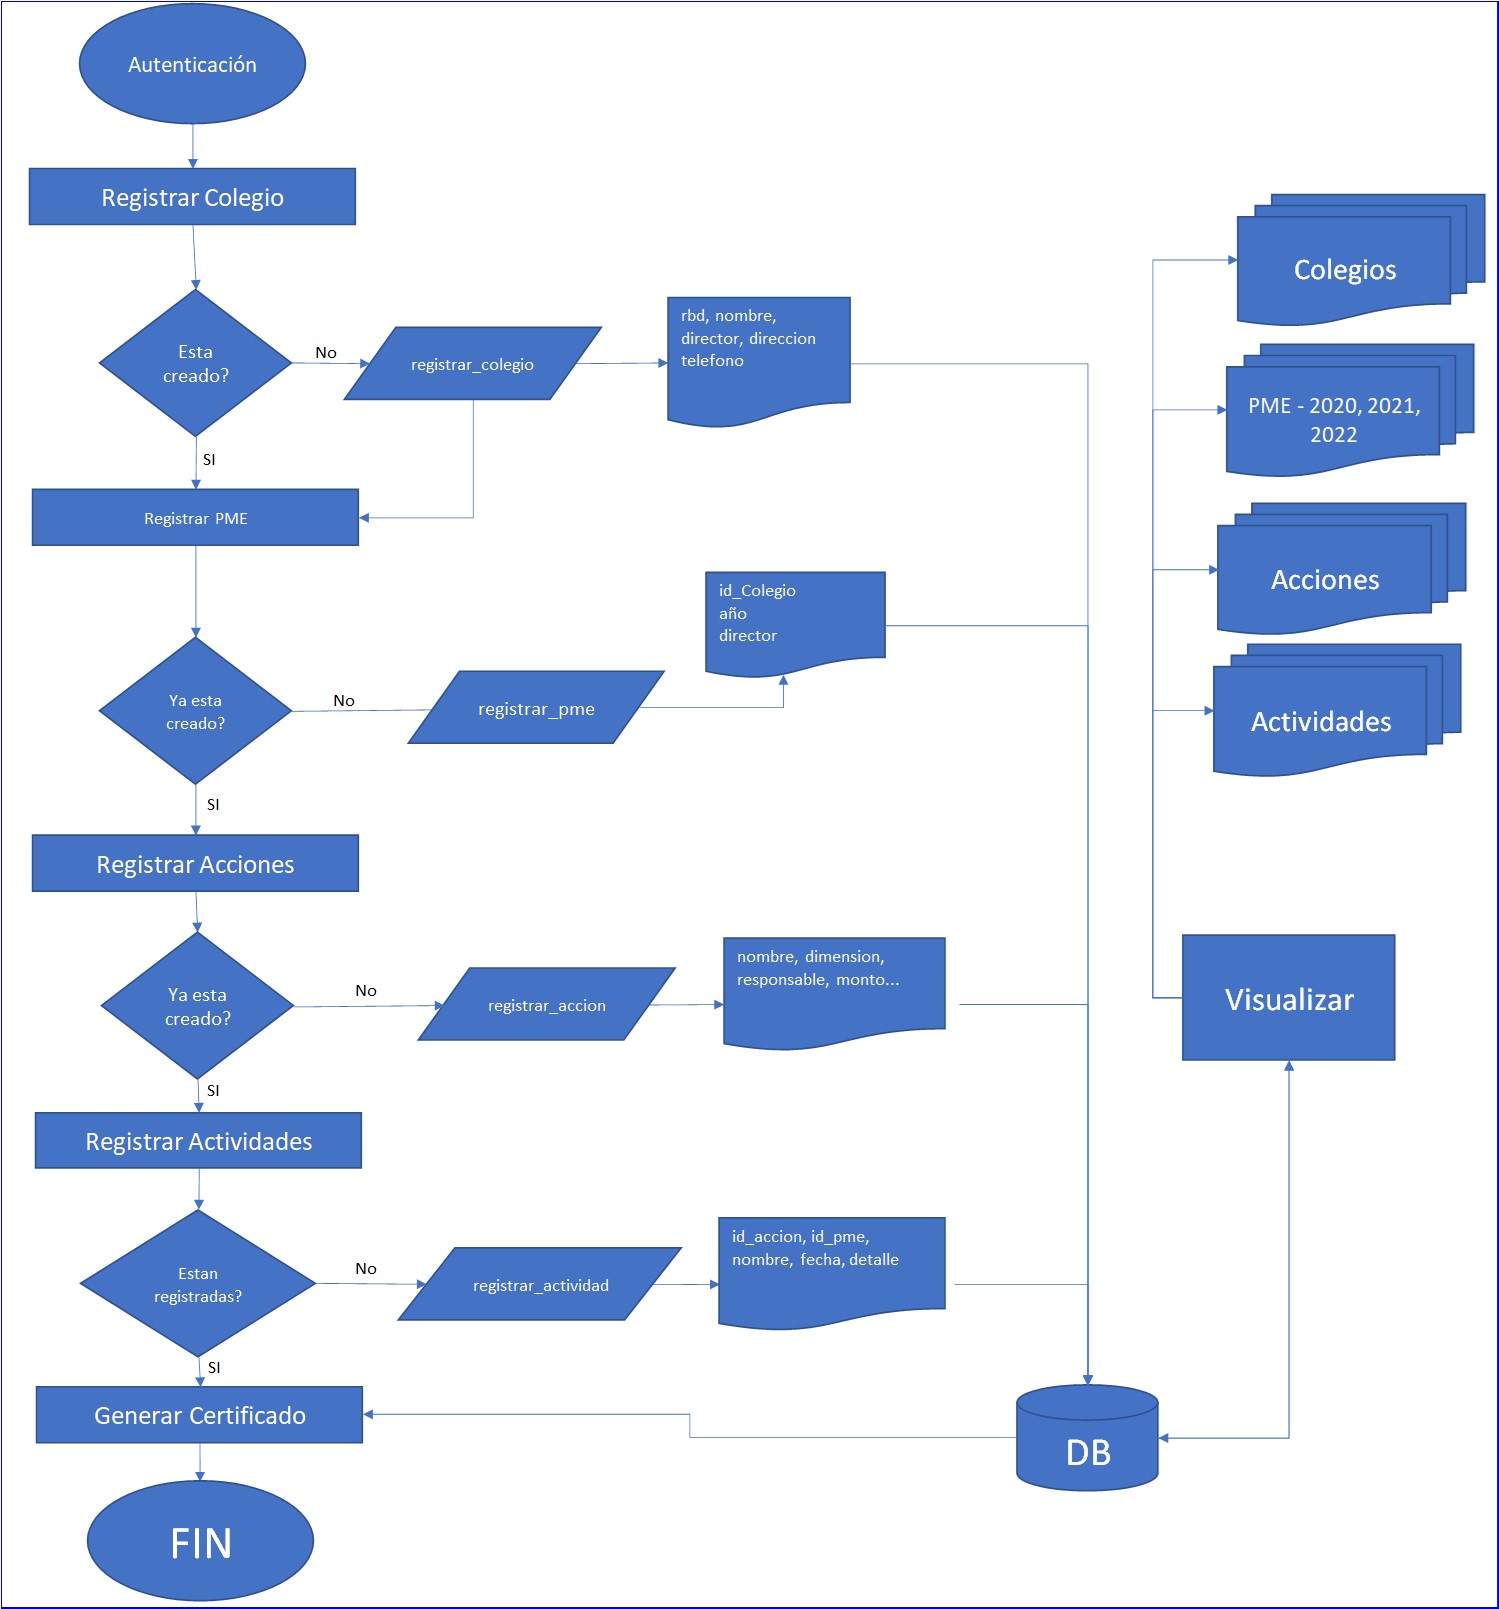 Autenticación
Registrar Colegio
Esta
creado?
No
registrar_colegio
rbd, nombre,
director, direccion
telefono
SI
Registrar PME
Ya esta
creado?
No
registrar_pme
id_Colegio
año
director
SI
Registrar Acciones
Ya esta
creado?
No
registrar_accion
nombre, dimension,
responsable, monto...
SI
Registrar Actividades
Estan
registradas?
No
registrar_actividad
id_accion, id_pme,
nombre, fecha, detalle
SI
Generar Certificado
FIN
DB
Colegios
PME - 2020, 2021,
2022
Acciones
Actividades
Visualizar